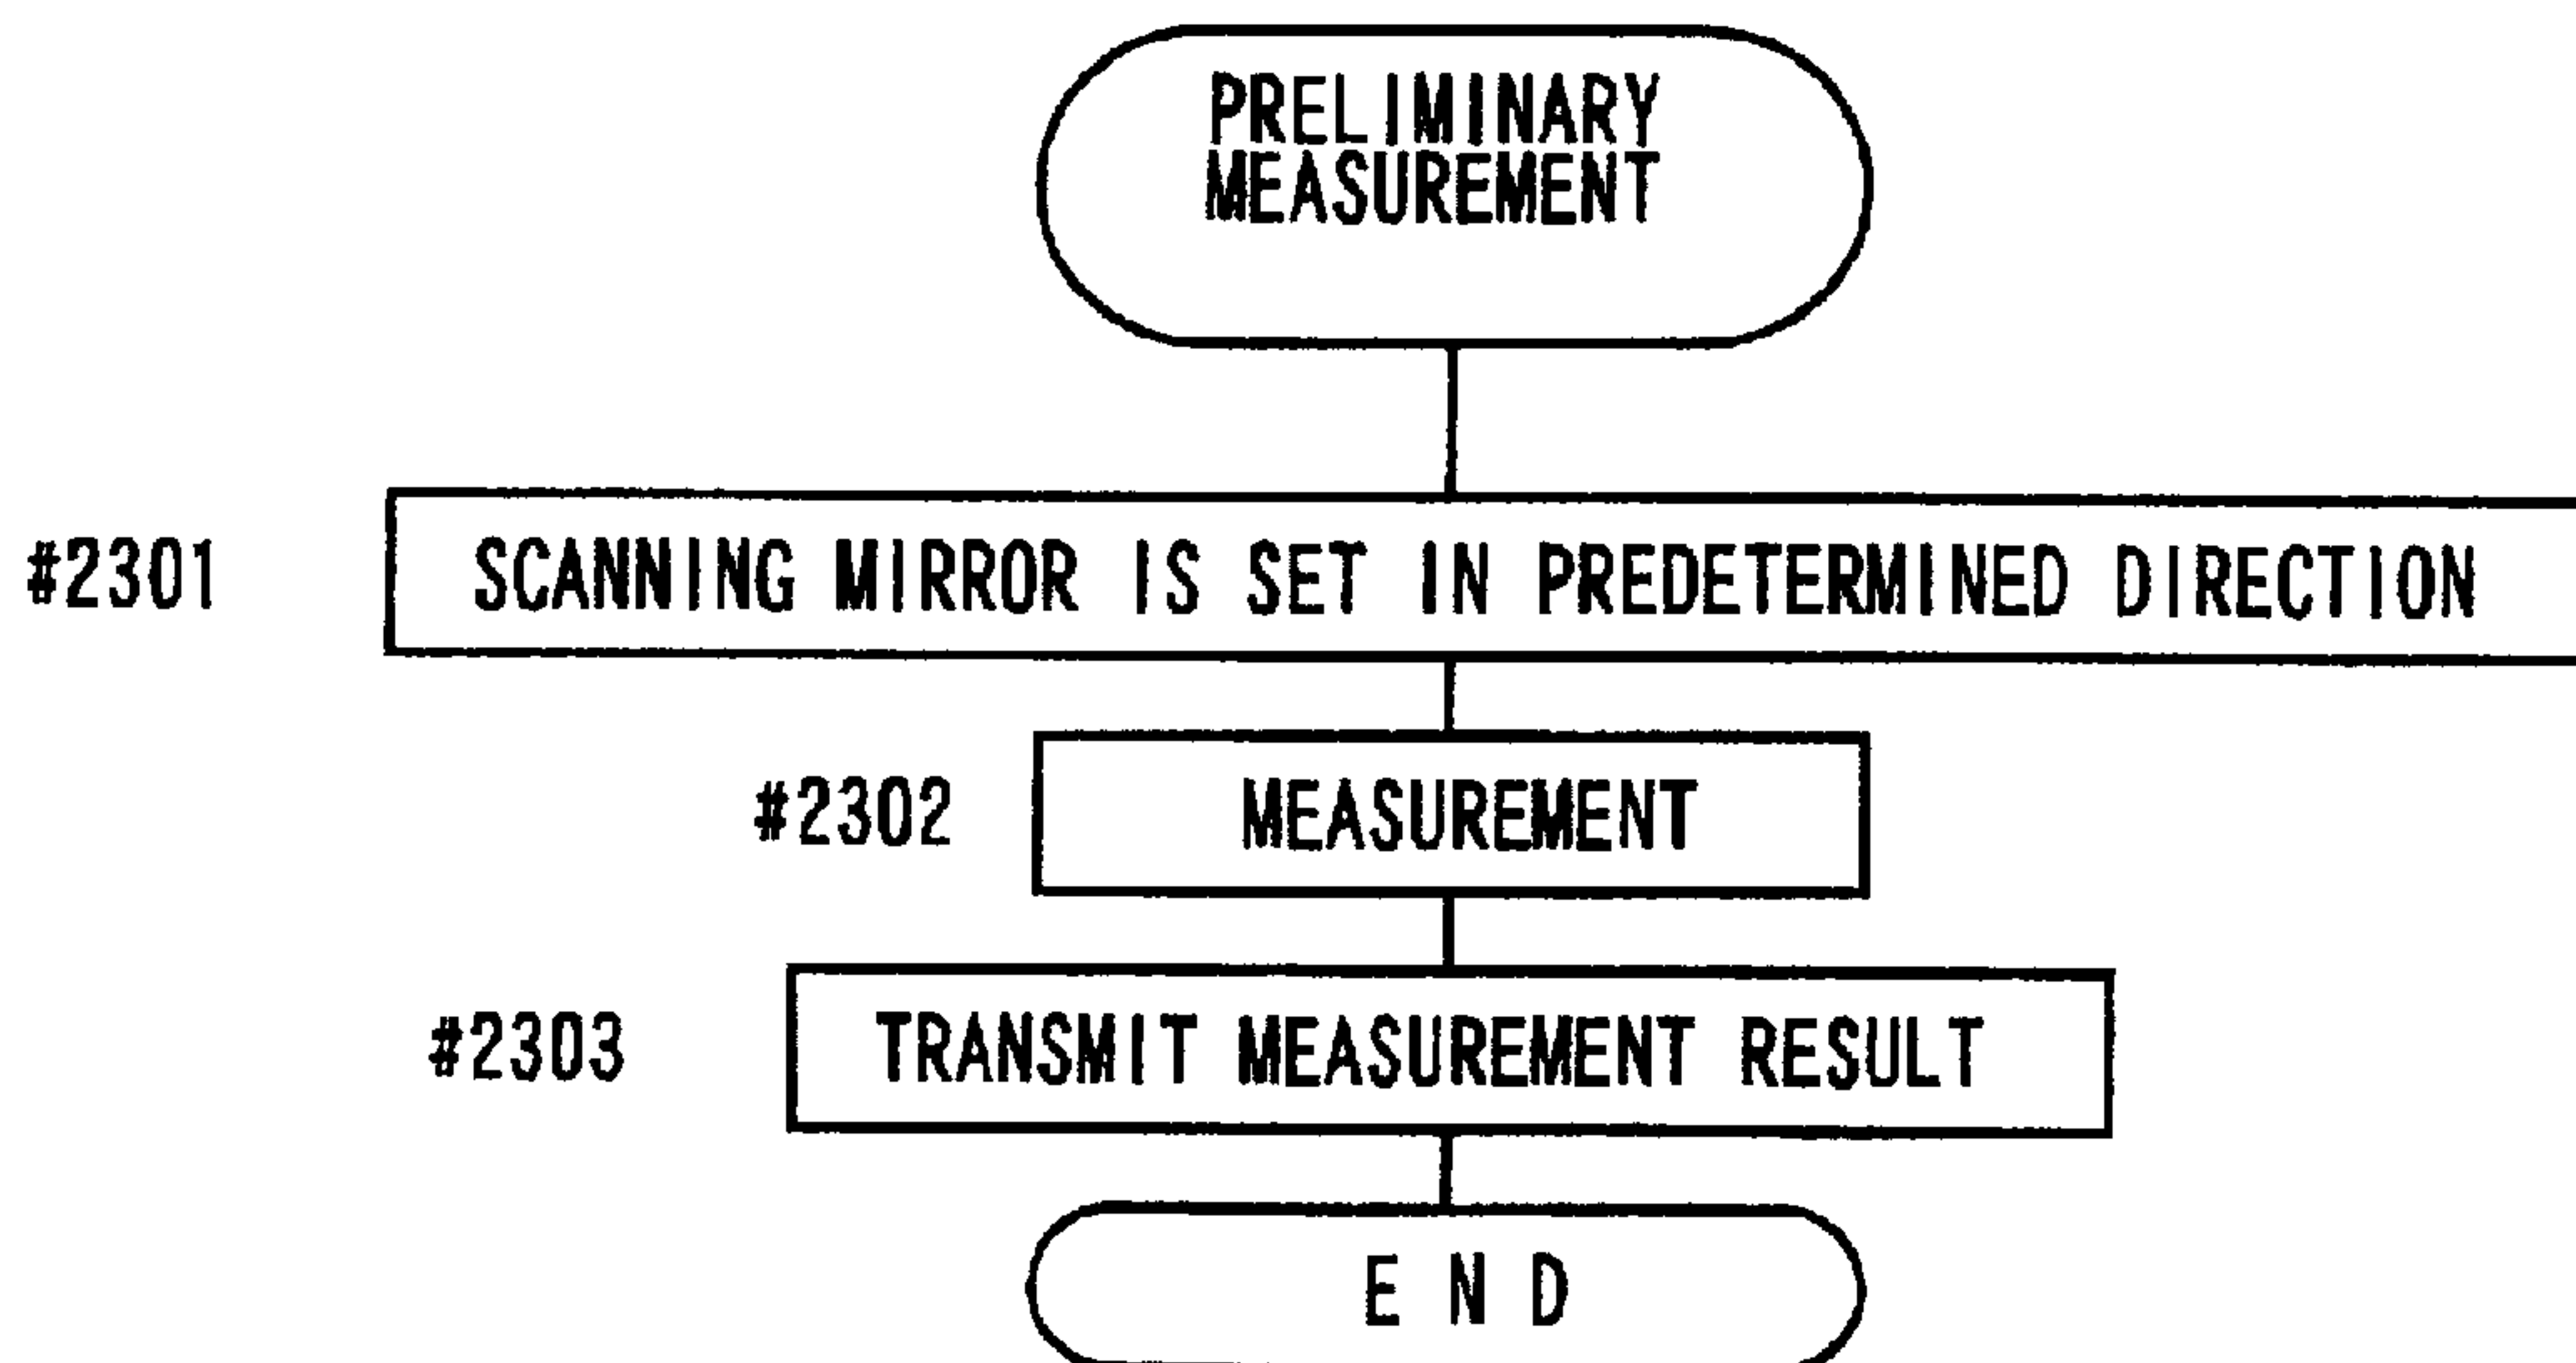 PRELIMINARY
MEASUREMENT
#2301 SCANNING MIRROR IS SET IN PREDETERMINED DIRECTION
#2302 MEASUREMENT
#2303 TRANSMIT MEASUREMENT RESULT
END